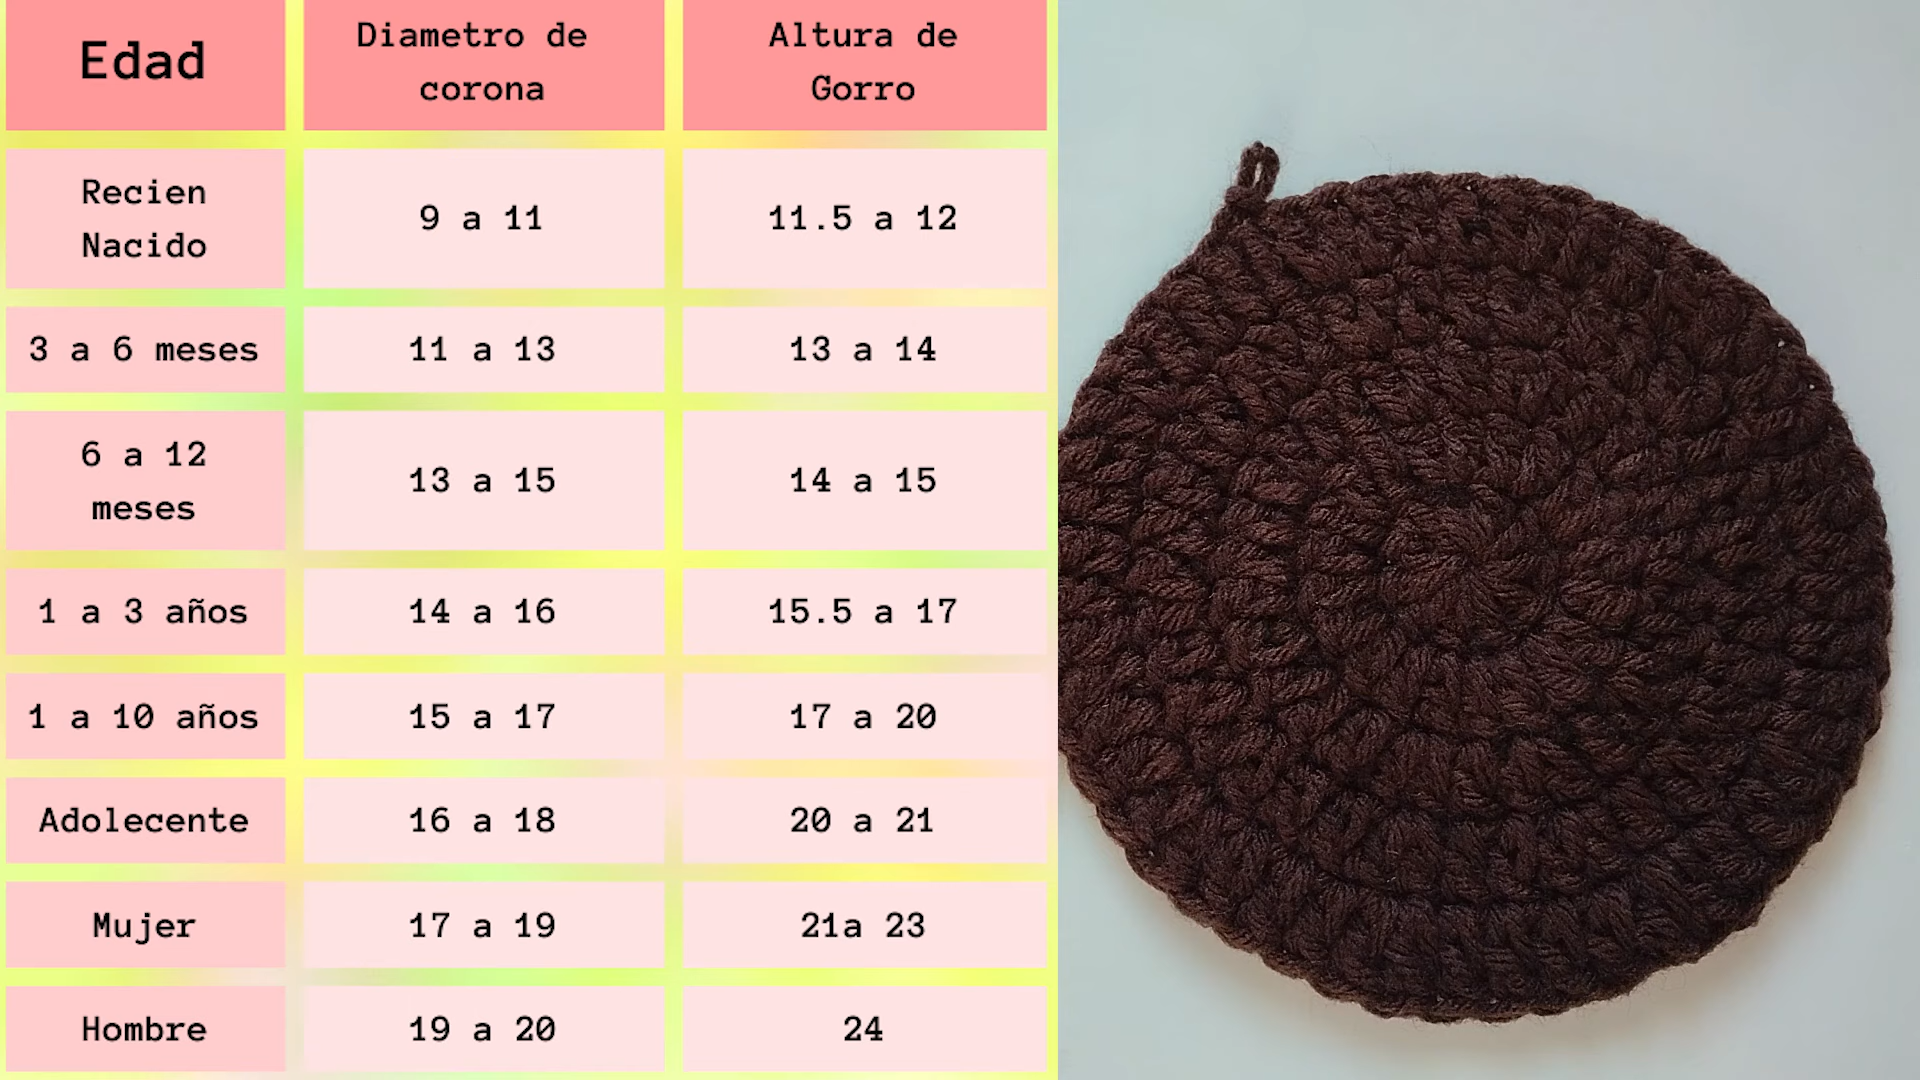 Edad
Diametro de
corona
Altura de
Gorro
Recien
Nacido
9 a 11
11.5 a 12
3 a 6 meses
11 a 13
13 a 14
6 a 12
meses
13 a 15
14 a 15
1 a 3 años
14 a 16
15.5 a 17
1 a 10 años
15 a 17
17 a 20
Adolecente
16 a 18
20 a 21
Mujer
17 a 19
21a 23
Hombre
19 a 20
24